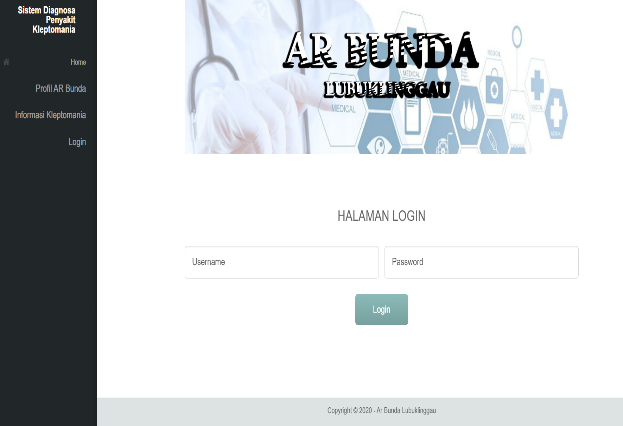 Sistem Diagnosa
Penyakit
Kleptomania
Home
Profil AR Bunda
Informasi Kleptomania
Login
AR BUNDA
LUBUKLINGGAU
MEDICAL
MEDICAL
MEDICAL
MEDICAL
HALAMAN LOGIN
Username
Password
Login
Copyright © 2020 - Ar Bunda Lubuklinggau